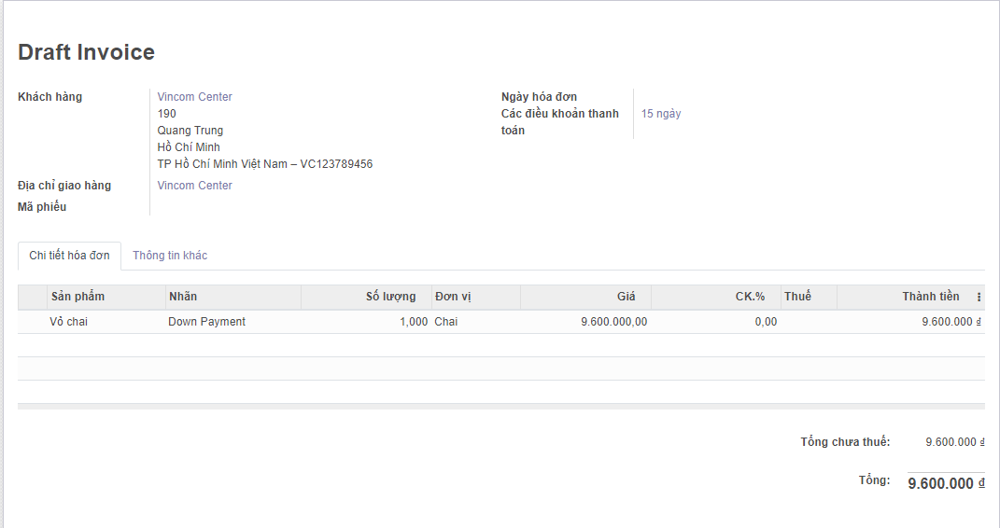 Draft Invoice
Khách hàng
Vincom Center
190
Quang Trung
Hồ Chí Minh
TP Hồ Chí Minh Việt Nam – VC123789456
Địa chỉ giao hàng
Vincom Center
Mã phiếu
Ngày hóa đơn
Các điều khoản thanh toán
15 ngày
Chi tiết hóa đơn Thông tin khác
Sản phẩm Nhãn Số lượng Đơn vị Giá CK.% Thuế Thành tiền
Vỏ chai Down Payment 1,000 Chai 9.600.000,00 0,00 9.600.000 ₫
Tổng chưa thuế: 9.600.000 ₫
Tổng: 9.600.000 ₫